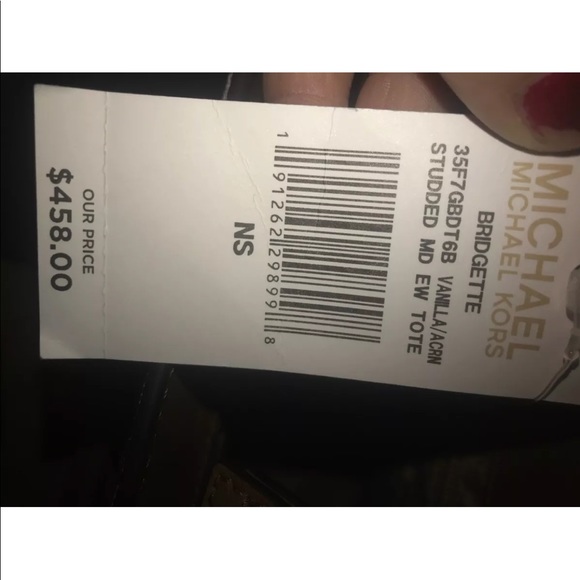 MICHAEL
MICHAEL KORS
BRIDGETTE
35F7GBDT6B VANILLA/ACRN
STUDDED MD EW TOTE
1 91262 29899 8
NS
OUR PRICE
$458.00